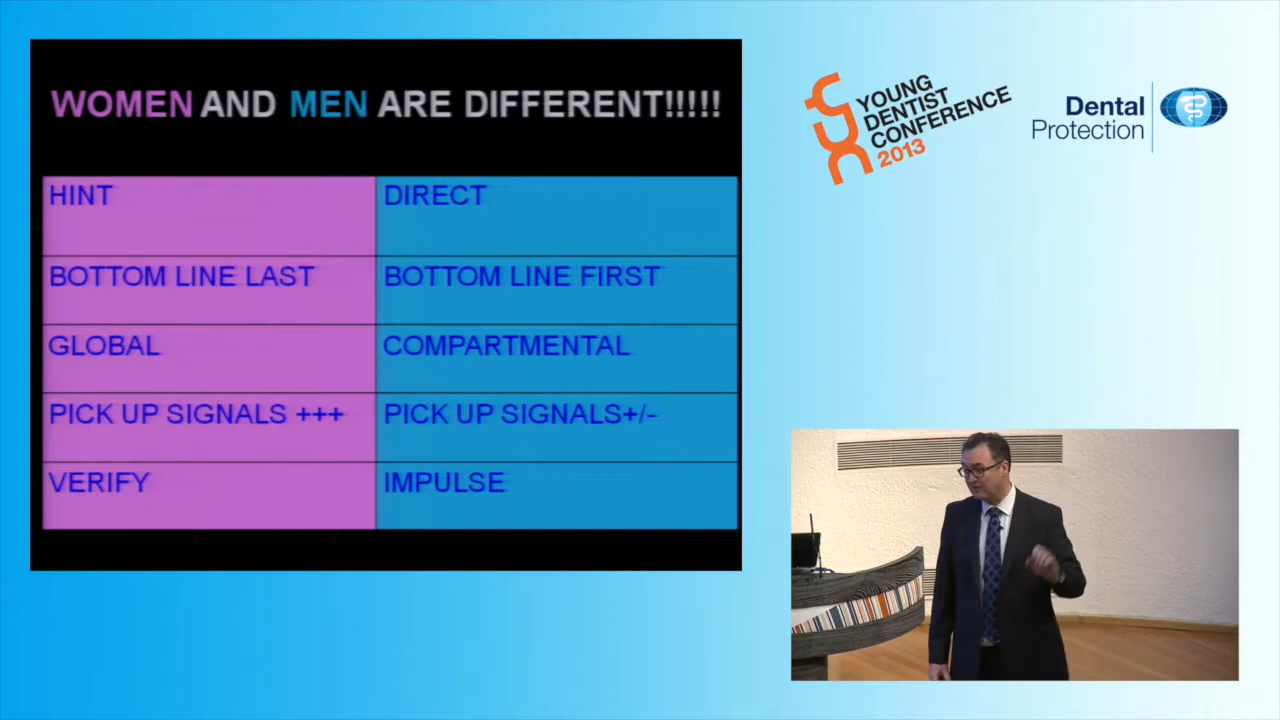 WOMEN AND MEN ARE DIFFERENT!!!!!
HINT
DIRECT
BOTTOM LINE LAST
BOTTOM LINE FIRST
GLOBAL
COMPARTMENTAL
PICK UP SIGNALS +++
PICK UP SIGNALS+/-
VERIFY
IMPULSE
YOUNG
DENTIST
CONFERENCE
2013
Dental
Protection